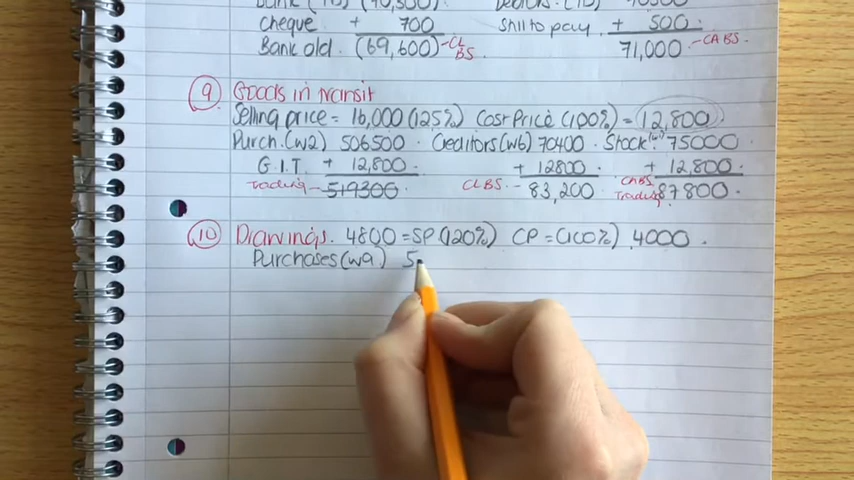 cheque + 700 still to pay + 500.
Bank old. (69,600) -CL BS. 71,000 -CA BS.
9 Goods in transit
Selling price = 16,000 (125%) Cost Price (100%) = 12,800
Purch. (w2) 506500. Creditors (w6) 70400. Stock (w) 75000
G.I.T. + 12,800. + 12800. + 12,800.
Trading - 519300. CLBS. - 83,200 CABS Trading 87800.
10 Drawings. 4800 = SP (120%) CP = (100%) 4000.
Purchases (w9) 5